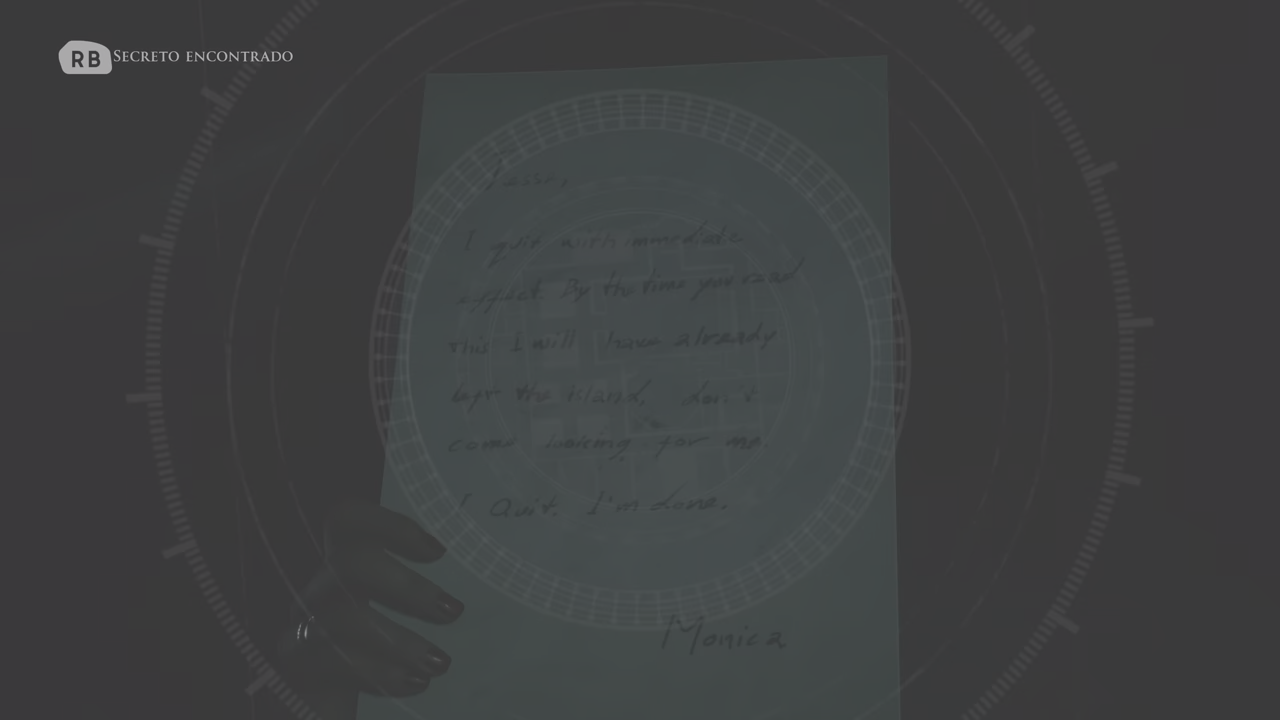 RB SECRETO ENCONTRADO
I quit with immediate
effect By the time you read
this I will have already
left the island. don't
come looking for me
I Quit. I'm done.
Monica